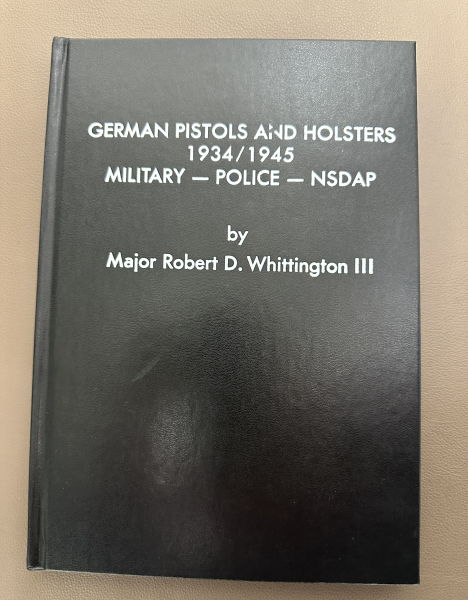 GERMAN PISTOLS AND HOLSTERS
1934/1945
MILITARY — POLICE — NSDAP
by
Major Robert D. Whittington III